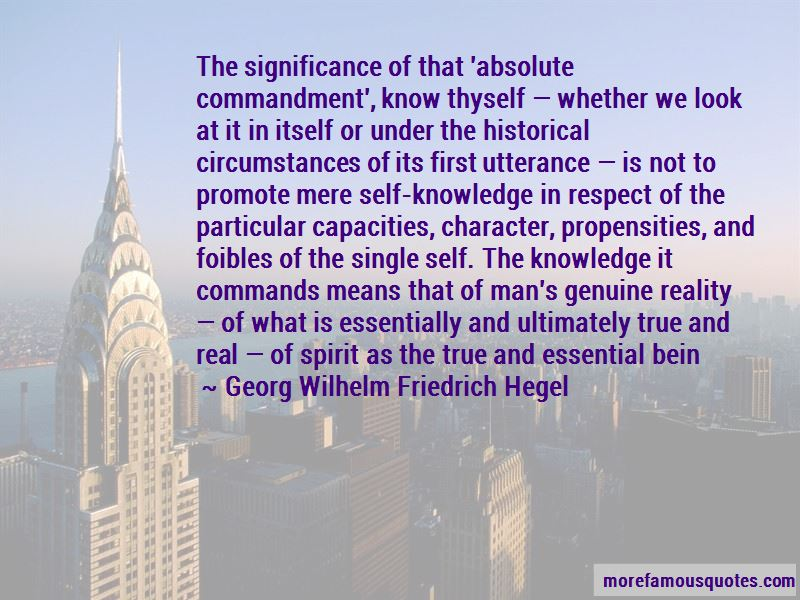 The significance of that 'absolute
commandment', know thyself — whether we look
at it in itself or under the historical
circumstances of its first utterance — is not to
promote mere self-knowledge in respect of the
particular capacities, character, propensities, and
foibles of the single self. The knowledge it
commands means that of man's genuine reality
— of what is essentially and ultimately true and
real — of spirit as the true and essential bein
~ Georg Wilhelm Friedrich Hegel
morefamousquotes.com